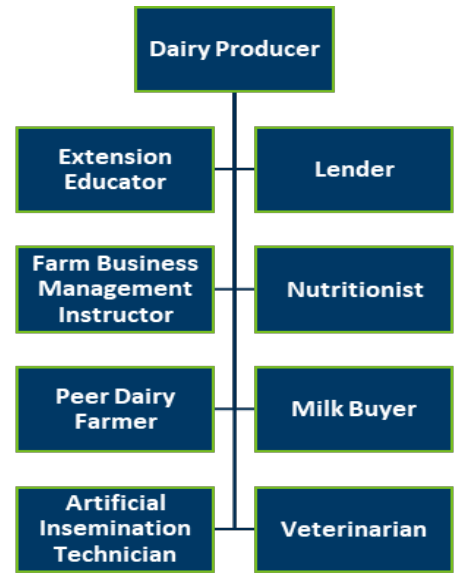 Dairy Producer
Extension
Educator
Lender
Farm Business
Management
Instructor
Nutritionist
Peer Dairy
Farmer
Milk Buyer
Artificial
Insemination
Technician
Veterinarian